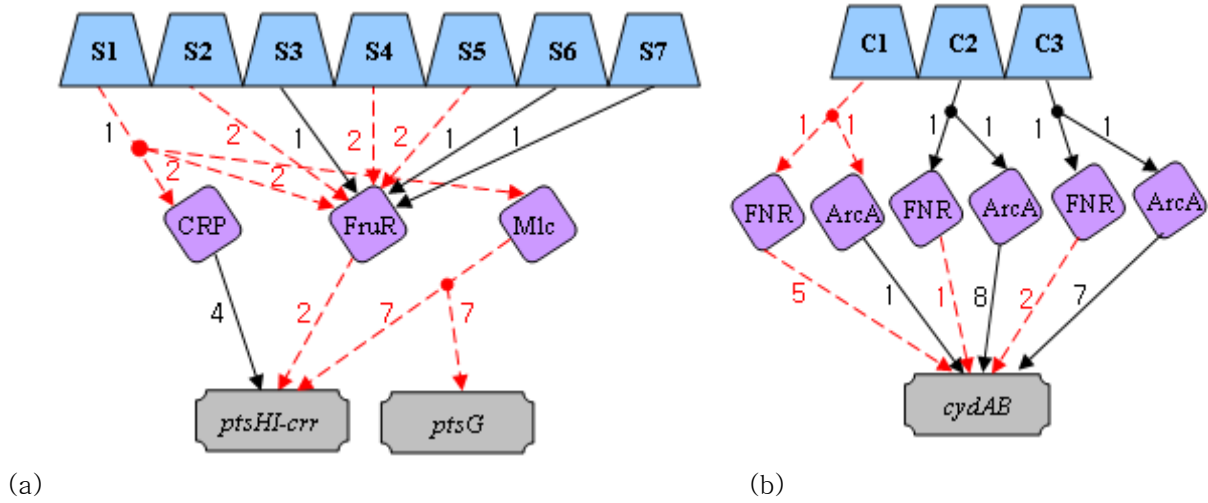 S1 S2 S3 S4 S5 S6 S7
C1 C2 C3
1 2 1 2 2 1 1
2 2
1 1 1 1 1 1
CRP FruR Mlc
FNR ArcA FNR ArcA FNR ArcA
4 2 7 7
5 1 1 8 2 7
ptsHI-crr ptsG
cydAB
(a) (b)